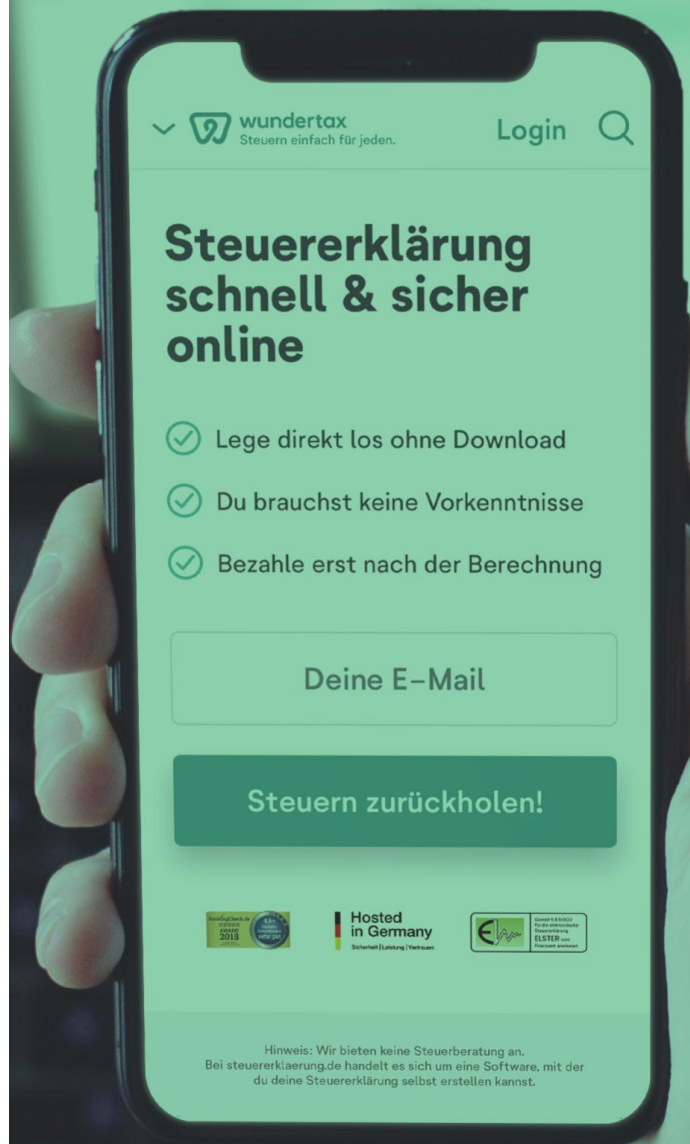 wundertax
Steuern einfach für jeden.
Login
Steuererklärung
schnell & sicher
online
Lege direkt los ohne Download
Du brauchst keine Vorkenntnisse
Bezahle erst nach der Berechnung
Deine E-Mail
Steuern zurückholen!
AWARD
2018
Hosted
in Germany
Sicherheit | Leistung | Vertrauen
ELSTER
Hinweis: Wir bieten keine Steuerberatung an.
Bei steuererklaerung.de handelt es sich um eine Software, mit der
du deine Steuererklärung selbst erstellen kannst.